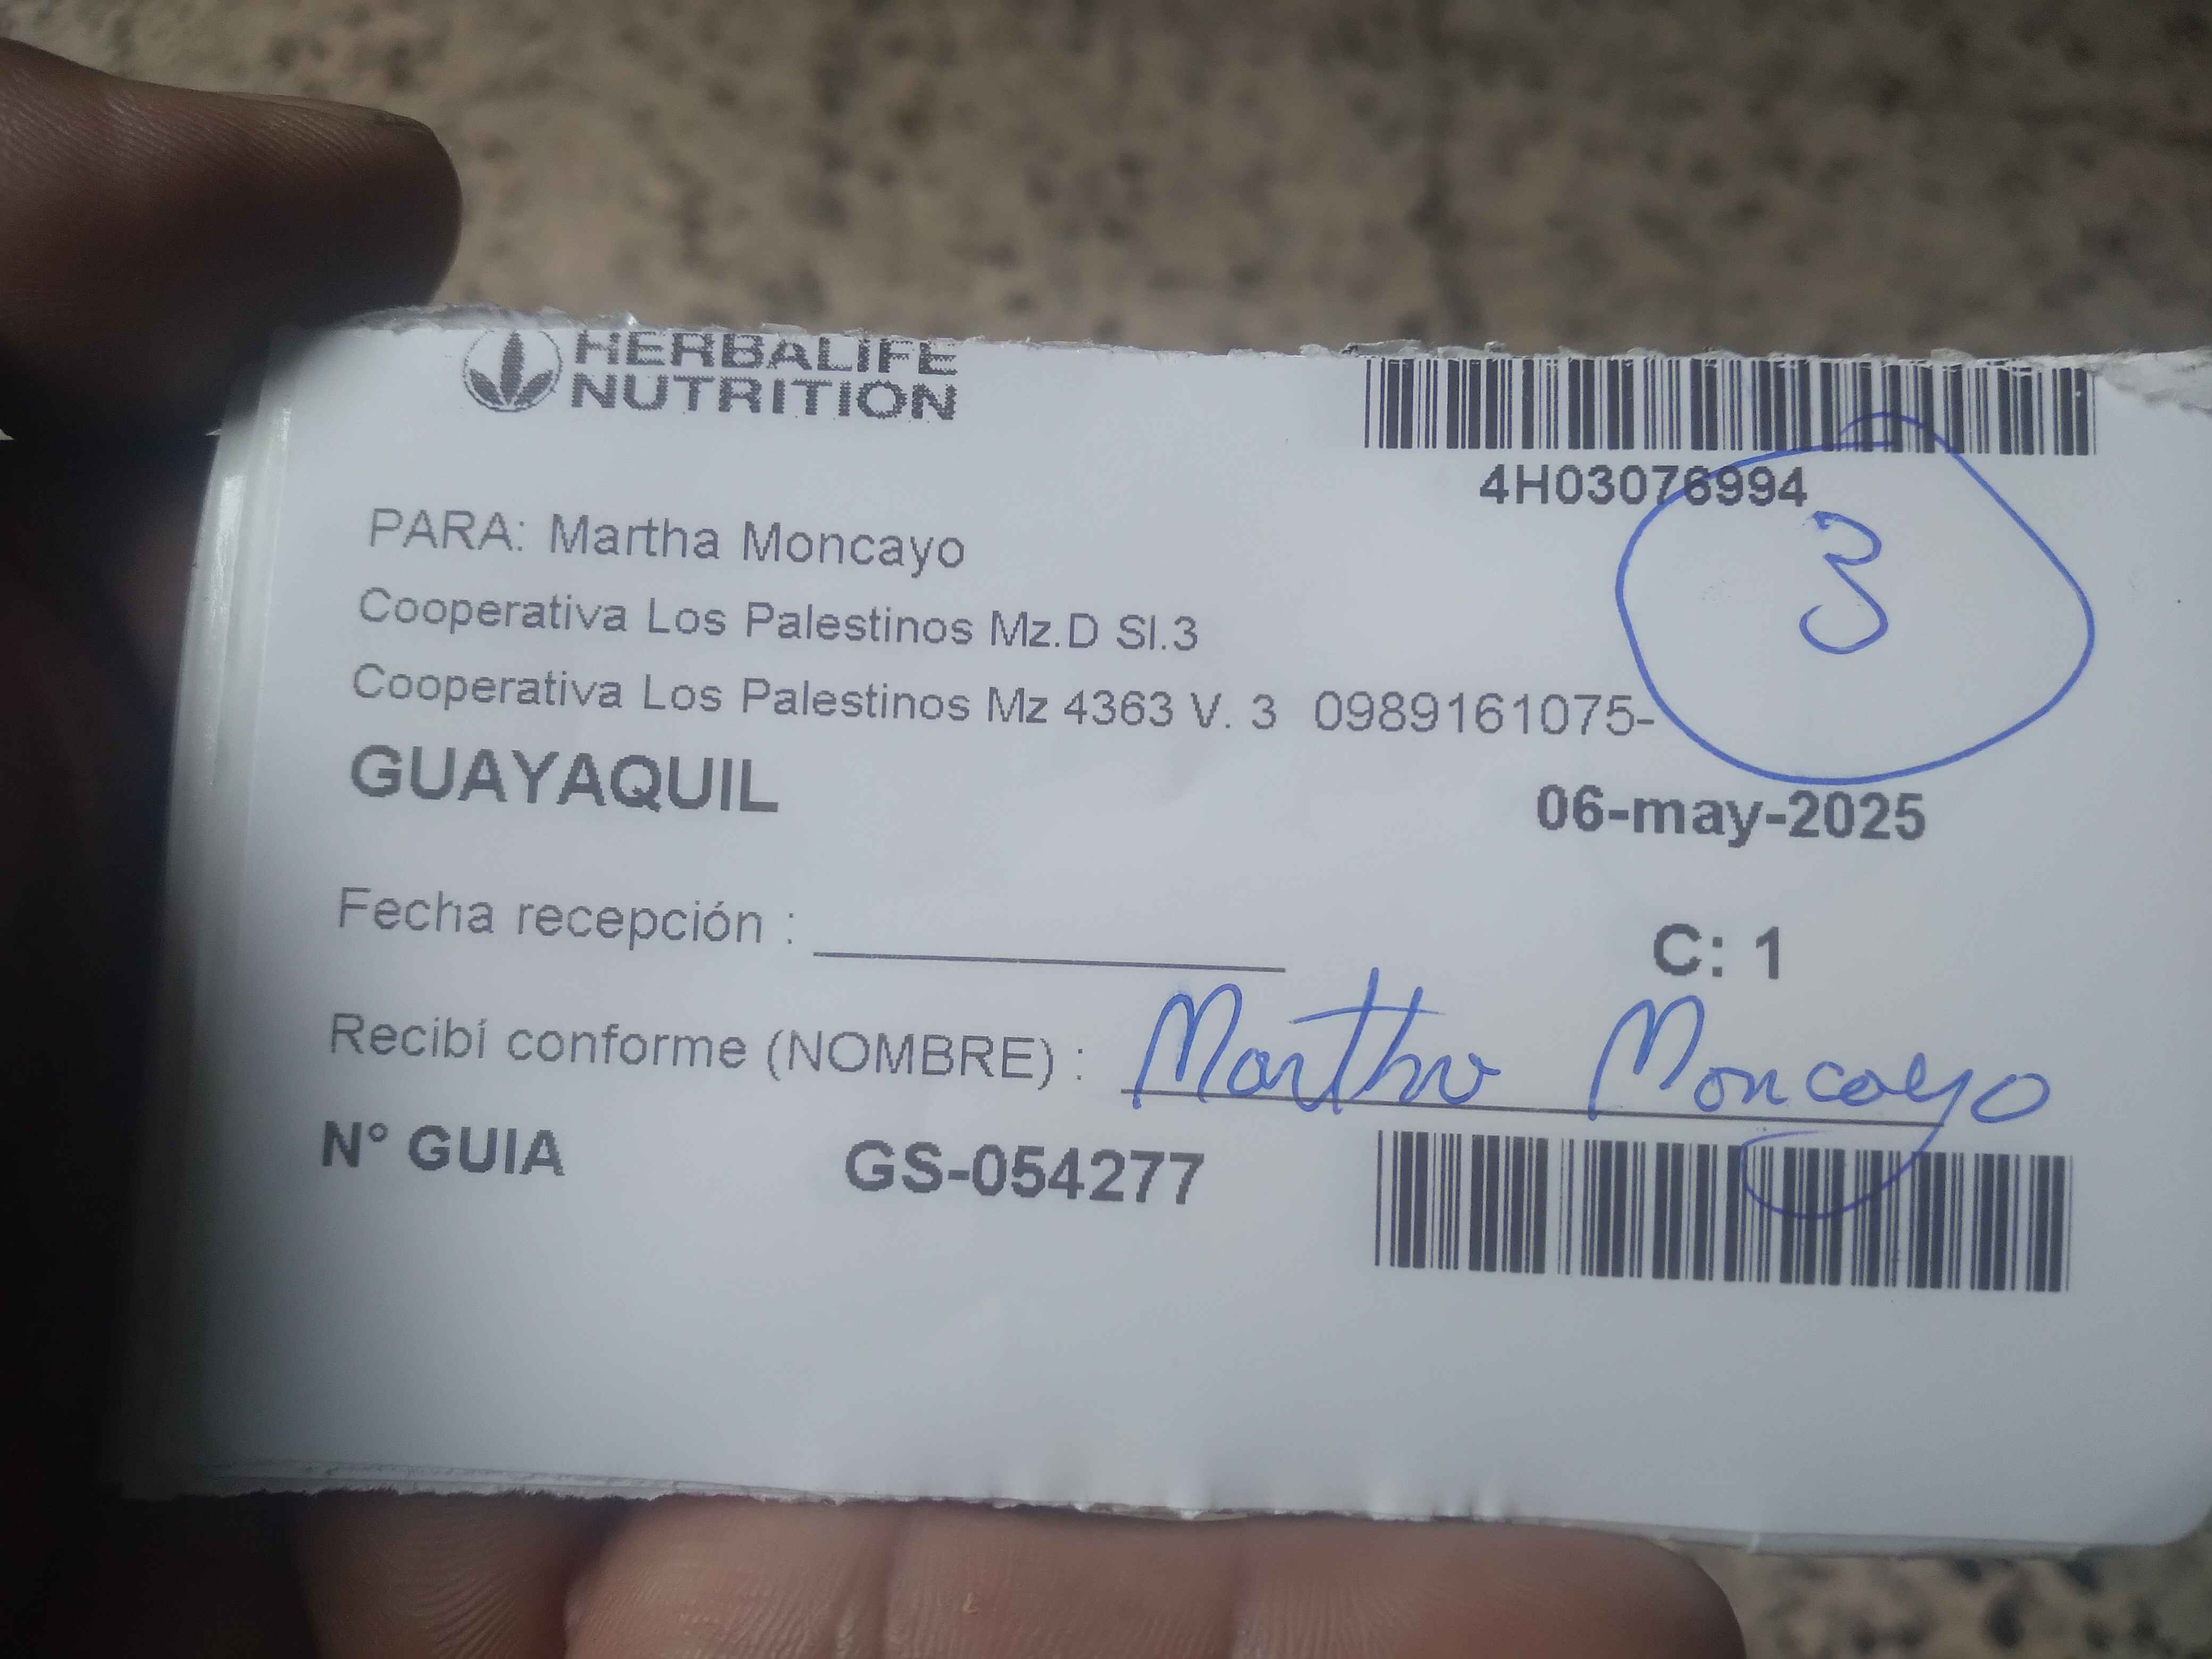 HERBALIFE
NUTRITION
4H03076994
3
PARA: Martha Moncayo
Cooperativa Los Palestinos Mz.D Sl.3
Cooperativa Los Palestinos Mz 4363 V. 3 0989161075-
GUAYAQUIL
06-may-2025
Fecha recepción :
C: 1
Recibí conforme (NOMBRE) : Martha Moncayo
N° GUIA GS-054277